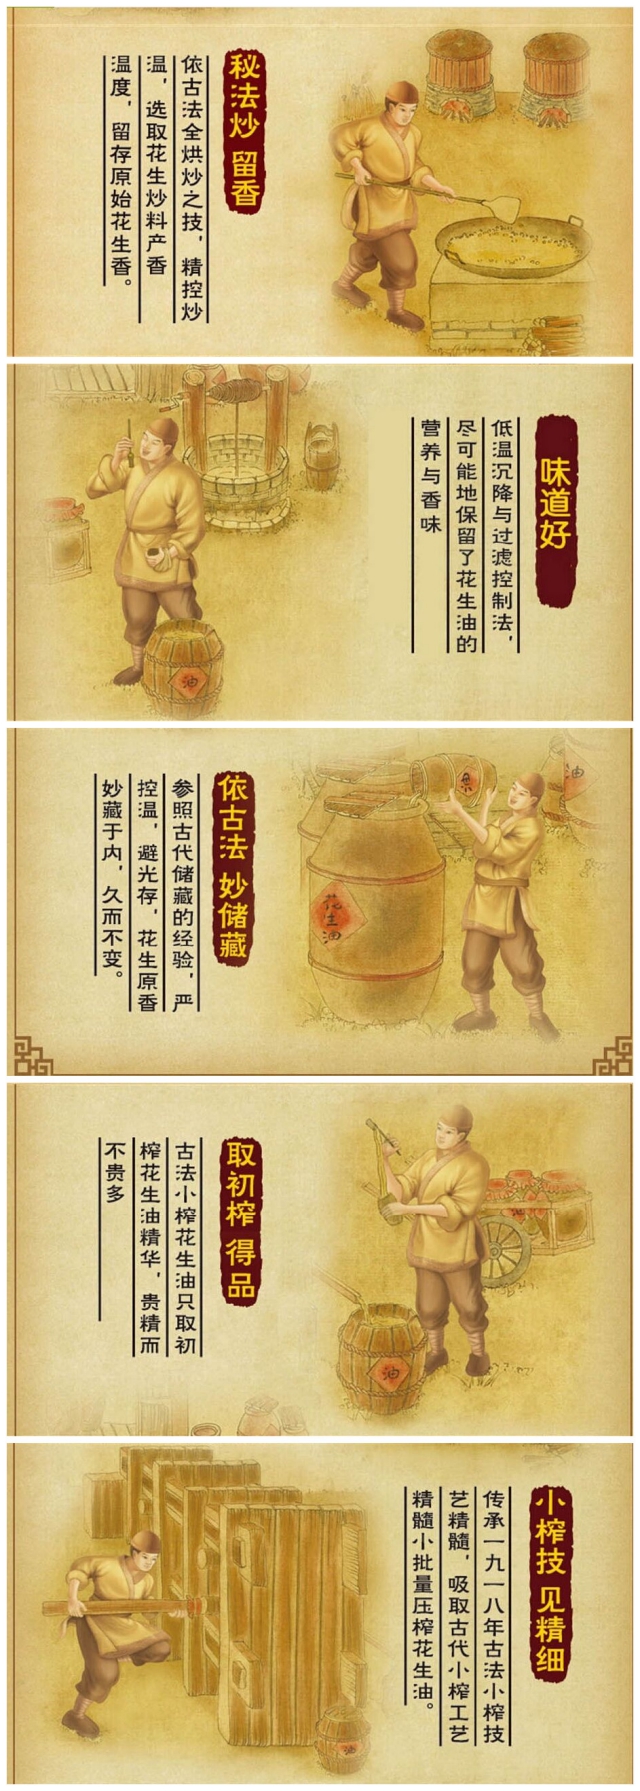 秘法炒 留香
依古法全烘炒之技，精控炒
温，选取花生炒料产香
温度，留存原始花生香。
味道好
低温沉降与过滤控制法，
尽可能地保留了花生油的
营养与香味
油
依古法 妙储藏
参照古代储藏的经验，严
控温，避光存，花生原香
妙藏于内，久而不变。
花生油
油
取初榨 得品
古法小榨花生油只取初
榨花生油精华，贵精而
不贵多
油
小榨技 见精细
传承一九一八年古法小榨技
艺精髓，吸取古代小榨工艺
精髓小批量压榨花生油。
油